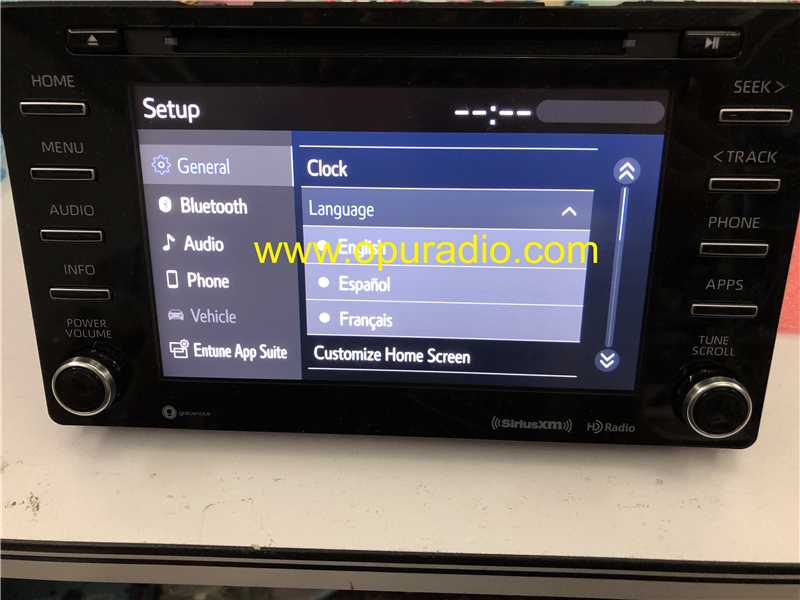 HOME
MENU
AUDIO
INFO
POWER
VOLUME
Setup
--:--
General
Bluetooth
Audio
Phone
Vehicle
Entune App Suite
Clock
Language
English
Español
Français
Customize Home Screen
www.opuradio.com
SEEK >
< TRACK
PHONE
APPS
TUNE
SCROLL
gracenote
((SiriusXM))
HD Radio